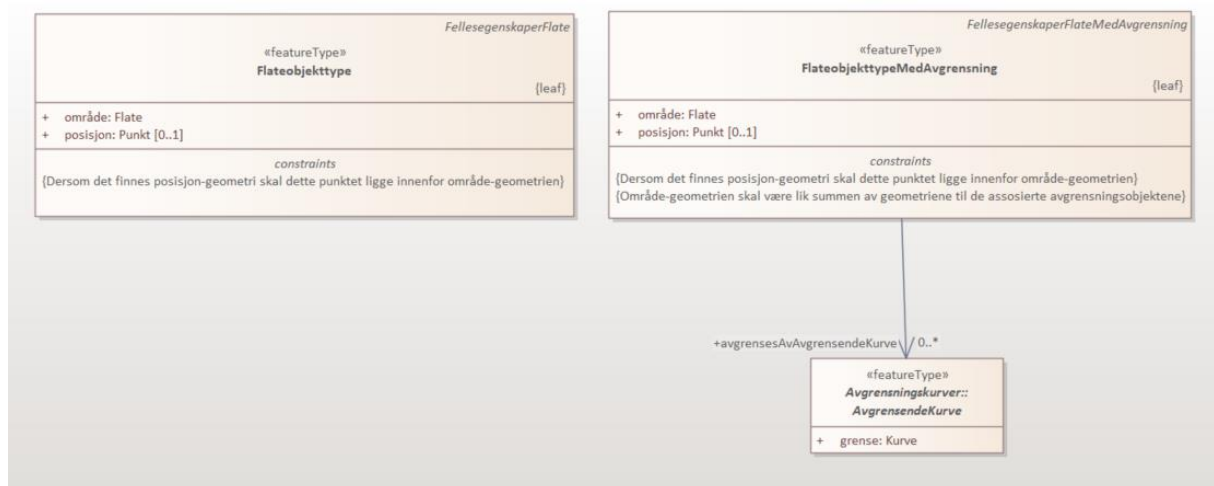 FellesegenskaperFlate
«featureType»
Flateobjekttype
{leaf}
+ område: Flate
+ posisjon: Punkt [0..1]
constraints
{Dersom det finnes posisjon-geometri skal dette punktet ligge innenfor område-geometrien}
FellesegenskaperFlateMedAvgrensning
«featureType»
FlateobjekttypeMedAvgrensning
{leaf}
+ område: Flate
+ posisjon: Punkt [0..1]
constraints
{Dersom det finnes posisjon-geometri skal dette punktet ligge innenfor område-geometrien}
{Område-geometrien skal være lik summen av geometriene til de assosierte avgrensningsobjektene}
+avgrensesAvAvgrensendeKurve 0..*
«featureType»
Avgrensningskurver::
AvgrensendeKurve
+ grense: Kurve